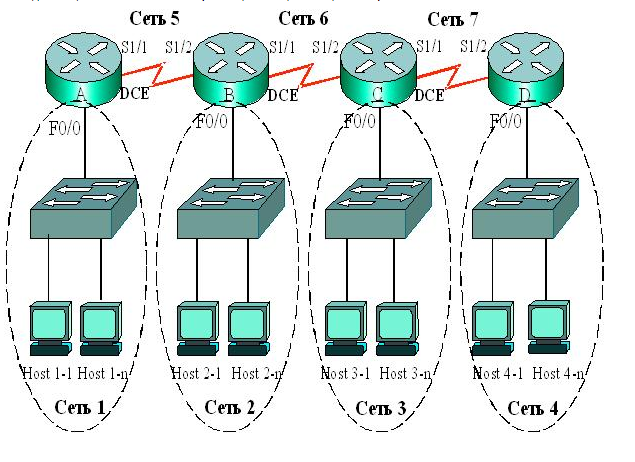 Сеть 5 Сеть 6 Сеть 7
S1/1 S1/2 S1/1 S1/2 S1/1 S1/2
A DCE B DCE C DCE D
F0/0 F0/0 F0/0 F0/0
Host 1-1 Host 1-n Host 2-1 Host 2-n Host 3-1 Host 3-n Host 4-1 Host 4-n
Сеть 1 Сеть 2 Сеть 3 Сеть 4